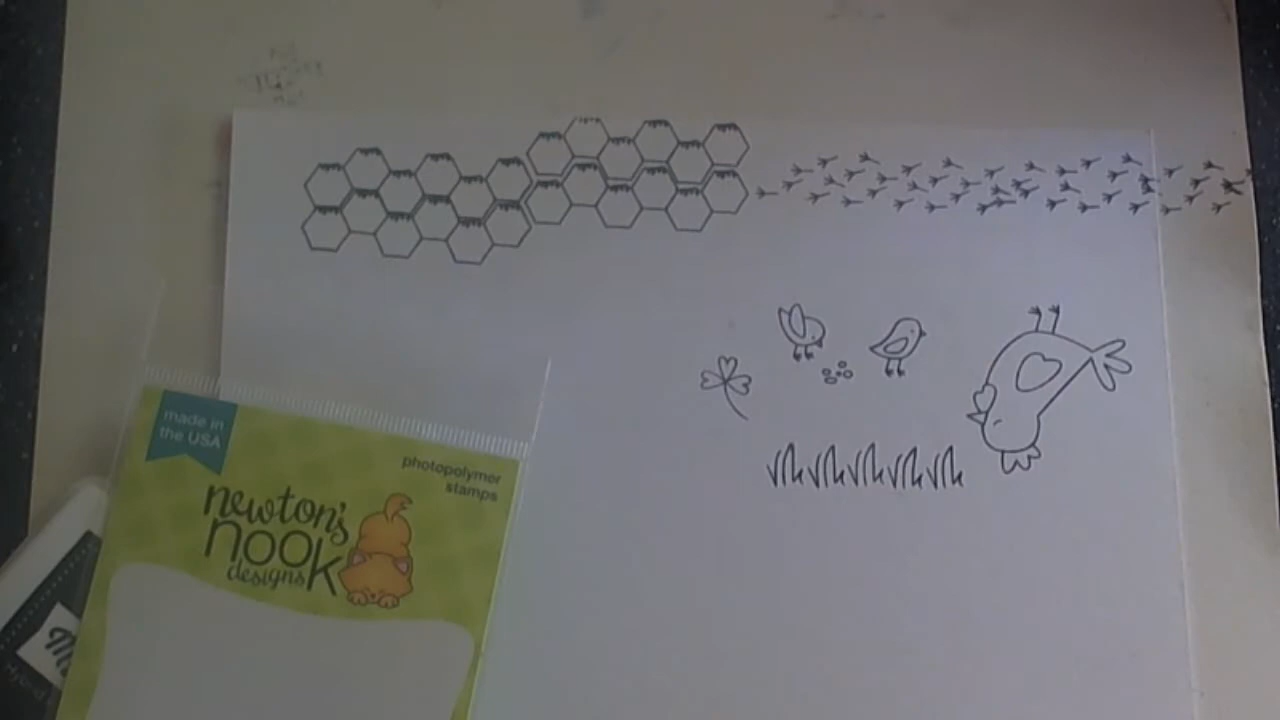 made in
the USA
photopolymer
stamps
newton's
nook
designs